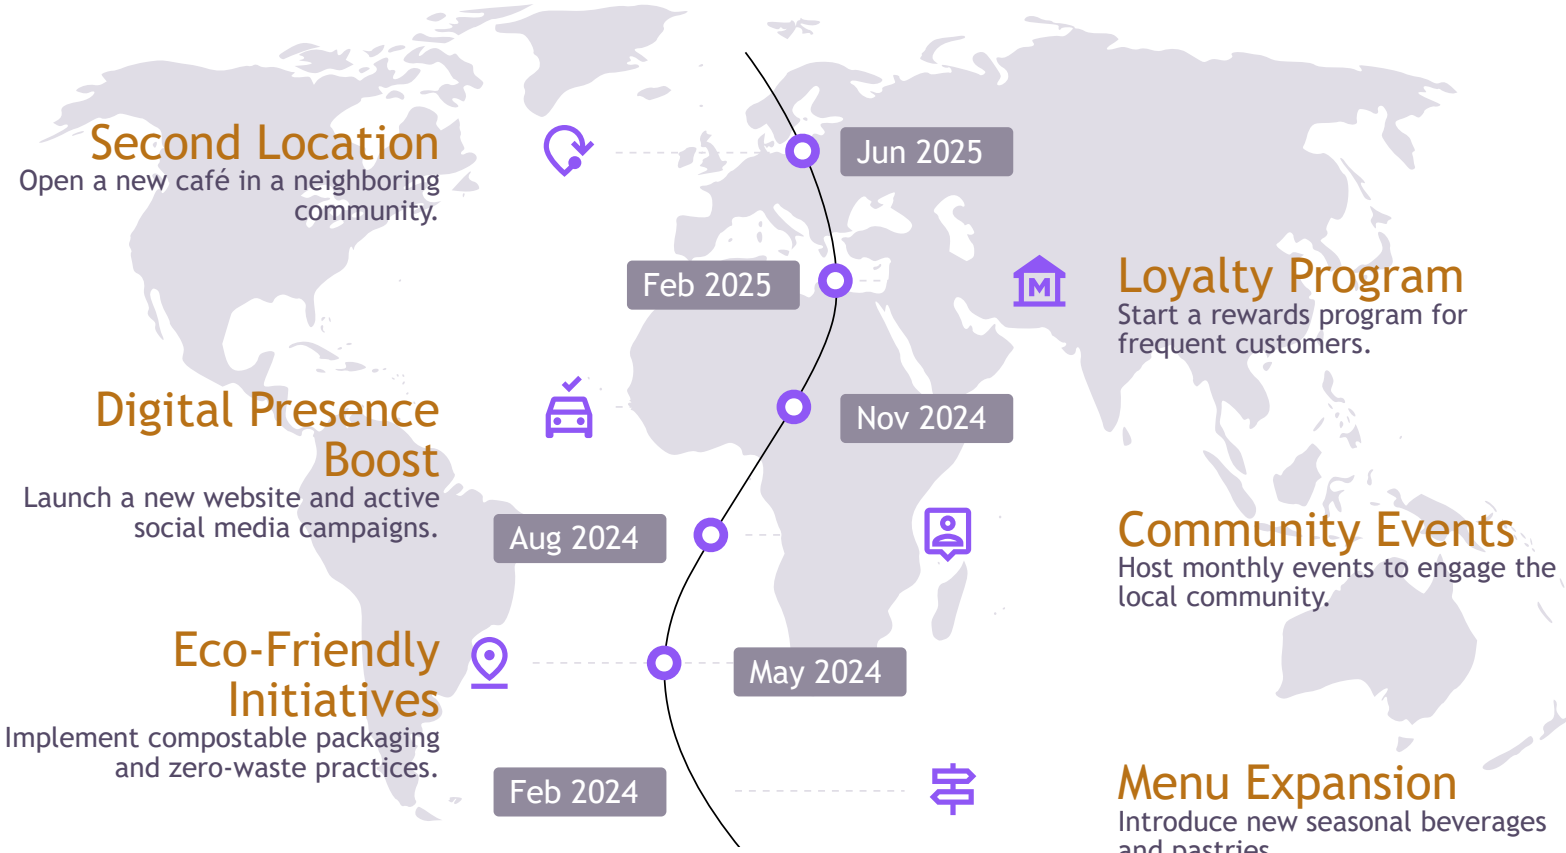 Second Location
Open a new café in a neighboring
community.
Jun 2025
Feb 2025
Loyalty Program
Start a rewards program for
frequent customers.
Digital Presence
Boost
Launch a new website and active
social media campaigns.
Nov 2024
Aug 2024
Community Events
Host monthly events to engage the
local community.
Eco-Friendly
Initiatives
Implement compostable packaging
and zero-waste practices.
May 2024
Feb 2024
Menu Expansion
Introduce new seasonal beverages
and pastries